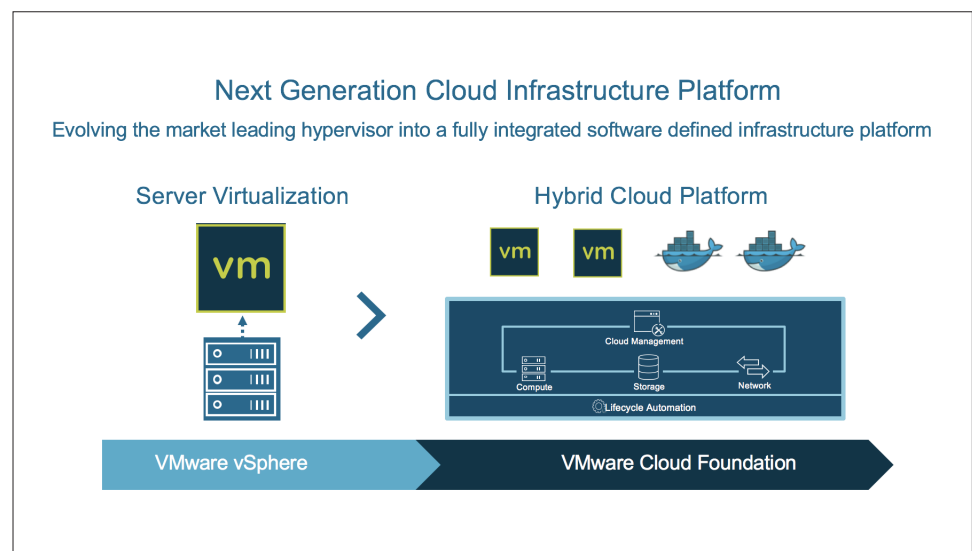 Next Generation Cloud Infrastructure Platform
Evolving the market leading hypervisor into a fully integrated software defined infrastructure platform
Server Virtualization
Hybrid Cloud Platform
vm
vm
vm
Cloud Management
Compute
Storage
Network
Lifecycle Automation
VMware vSphere
VMware Cloud Foundation